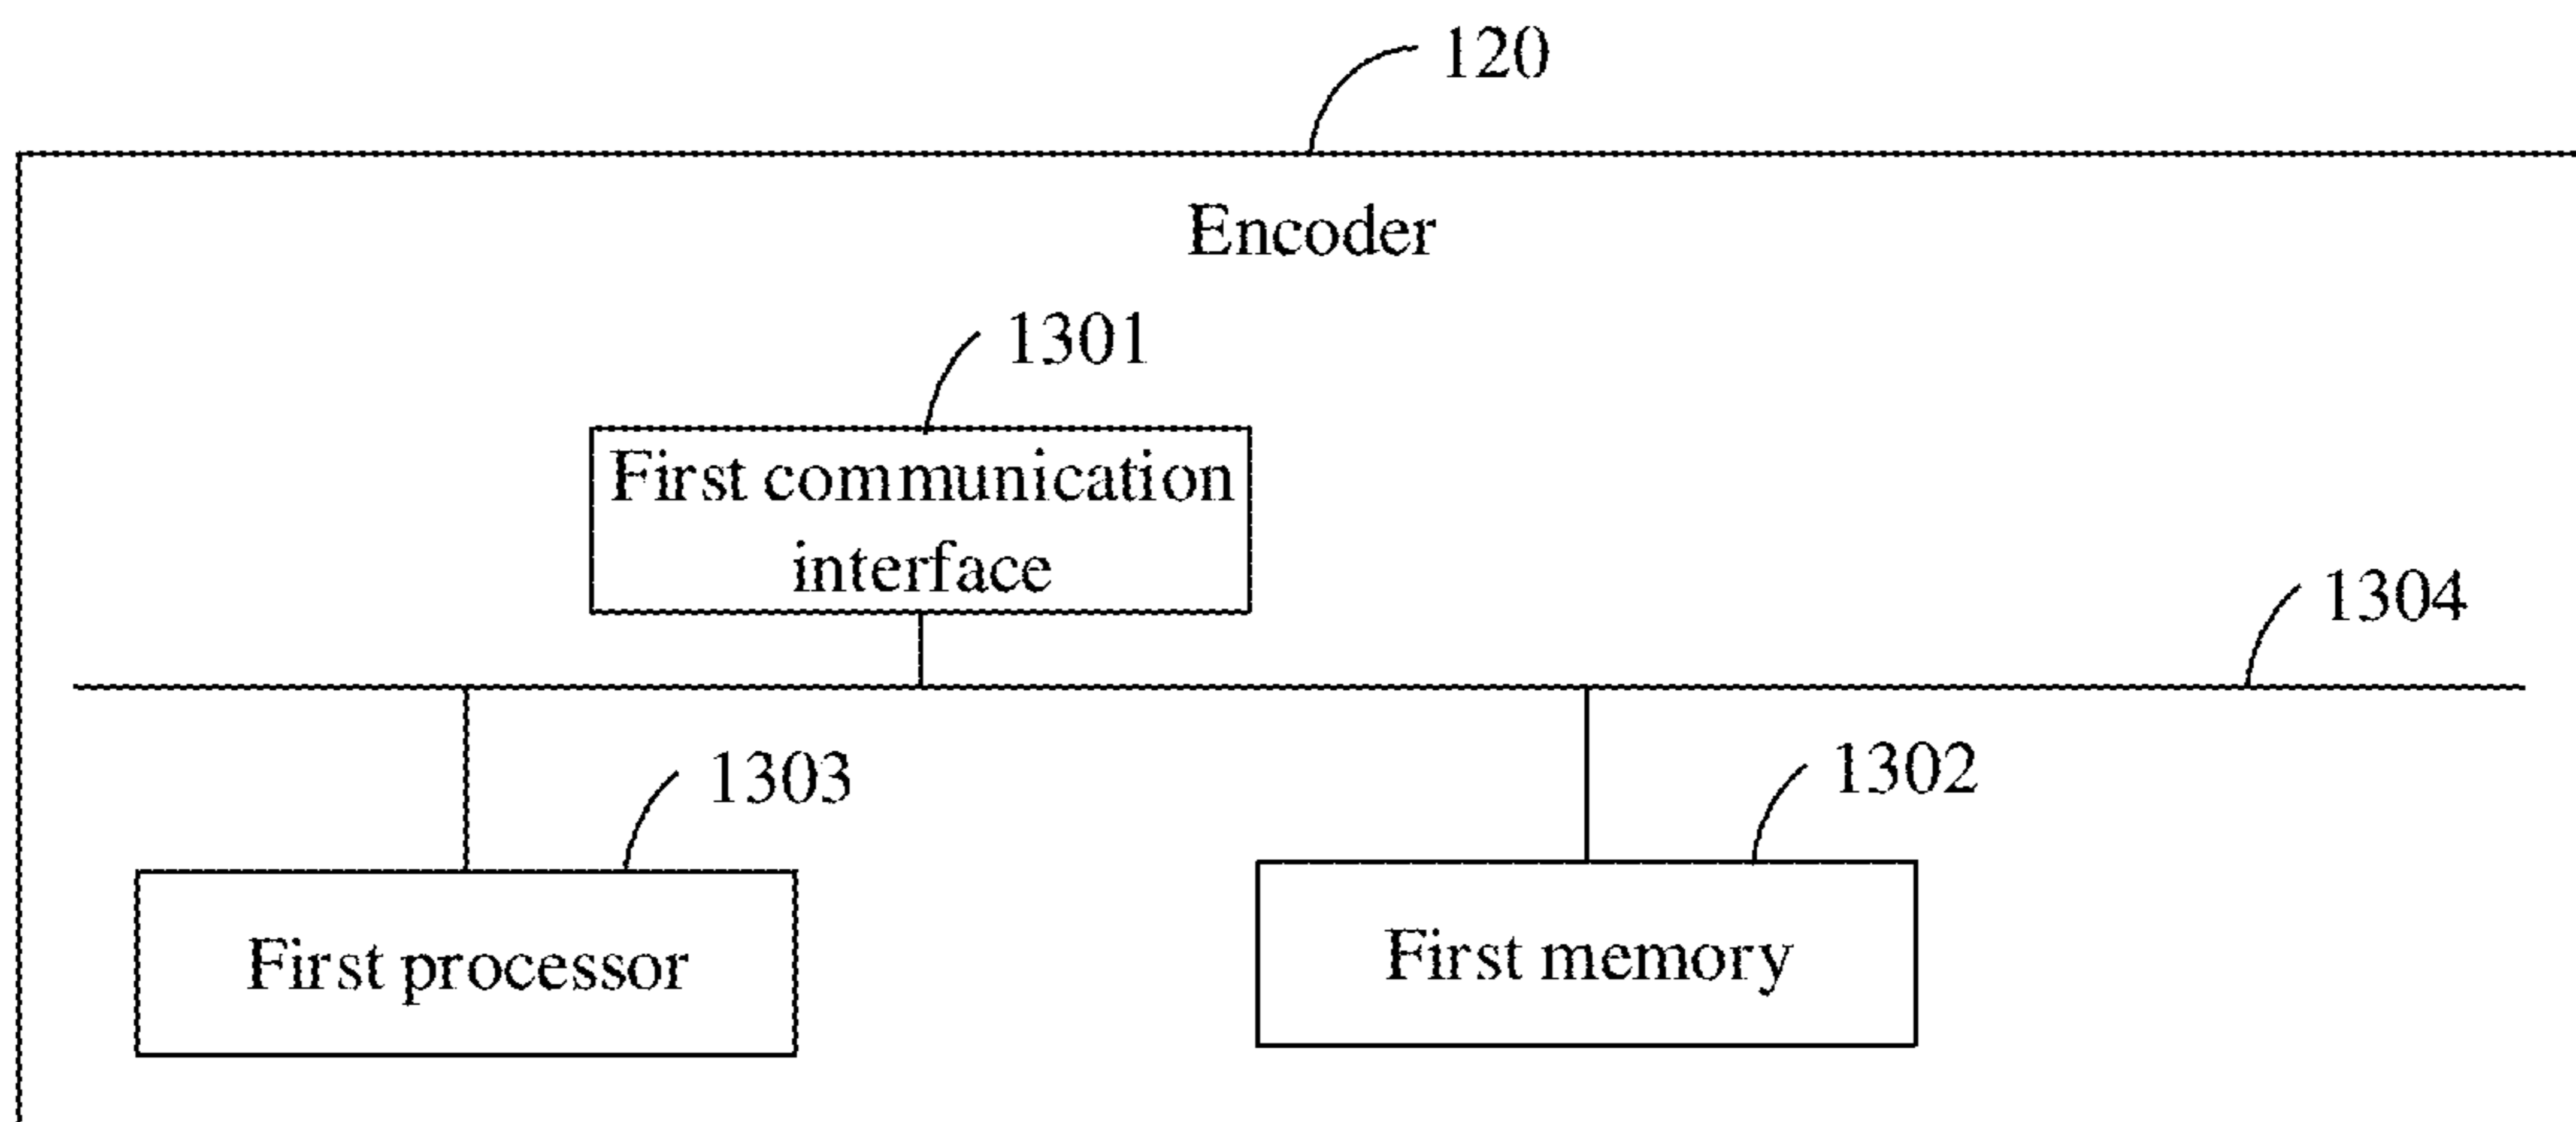 120
Encoder
1301
First communication
interface
1304
1303
1302
First processor
First memory